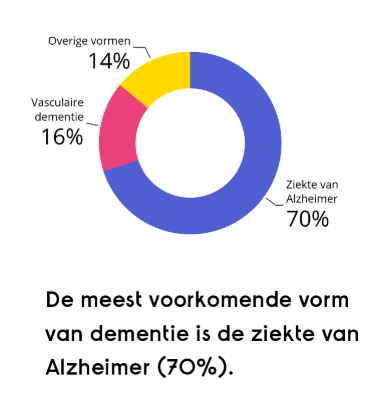 Overige vormen
14%
Vasculaire
dementie
16%
Ziekte van
Alzheimer
70%
De meest voorkomende vorm
van dementie is de ziekte van
Alzheimer (70%).